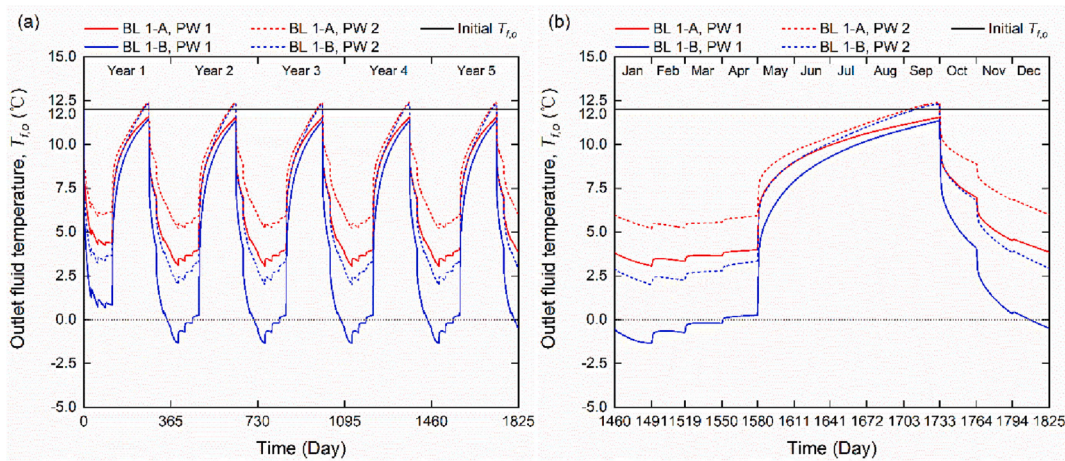 (a)
BL 1-A, PW 1
BL 1-A, PW 2
Initial T_{f,o}
BL 1-B, PW 1
BL 1-B, PW 2
15.0
Year 1
Year 2
Year 3
Year 4
Year 5
12.5
12.0
10.0
7.5
5.0
2.5
0.0
-2.5
-5.0
Outlet fluid temperature, T_{f,o} (℃)
0
365
730
1095
1460
1825
Time (Day)
(b)
BL 1-A, PW 1
BL 1-A, PW 2
Initial T_{f,o}
BL 1-B, PW 1
BL 1-B, PW 2
15.0
Jan
Feb
Mar
Apr
May
Jun
Jul
Aug
Sep
Oct
Nov
Dec
12.5
12.0
10.0
7.5
5.0
2.5
0.0
-2.5
-5.0
Outlet fluid temperature, T_{f,o} (℃)
1460
1491
1519
1550
1580
1611
1641
1672
1703
1733
1764
1794
1825
Time (Day)